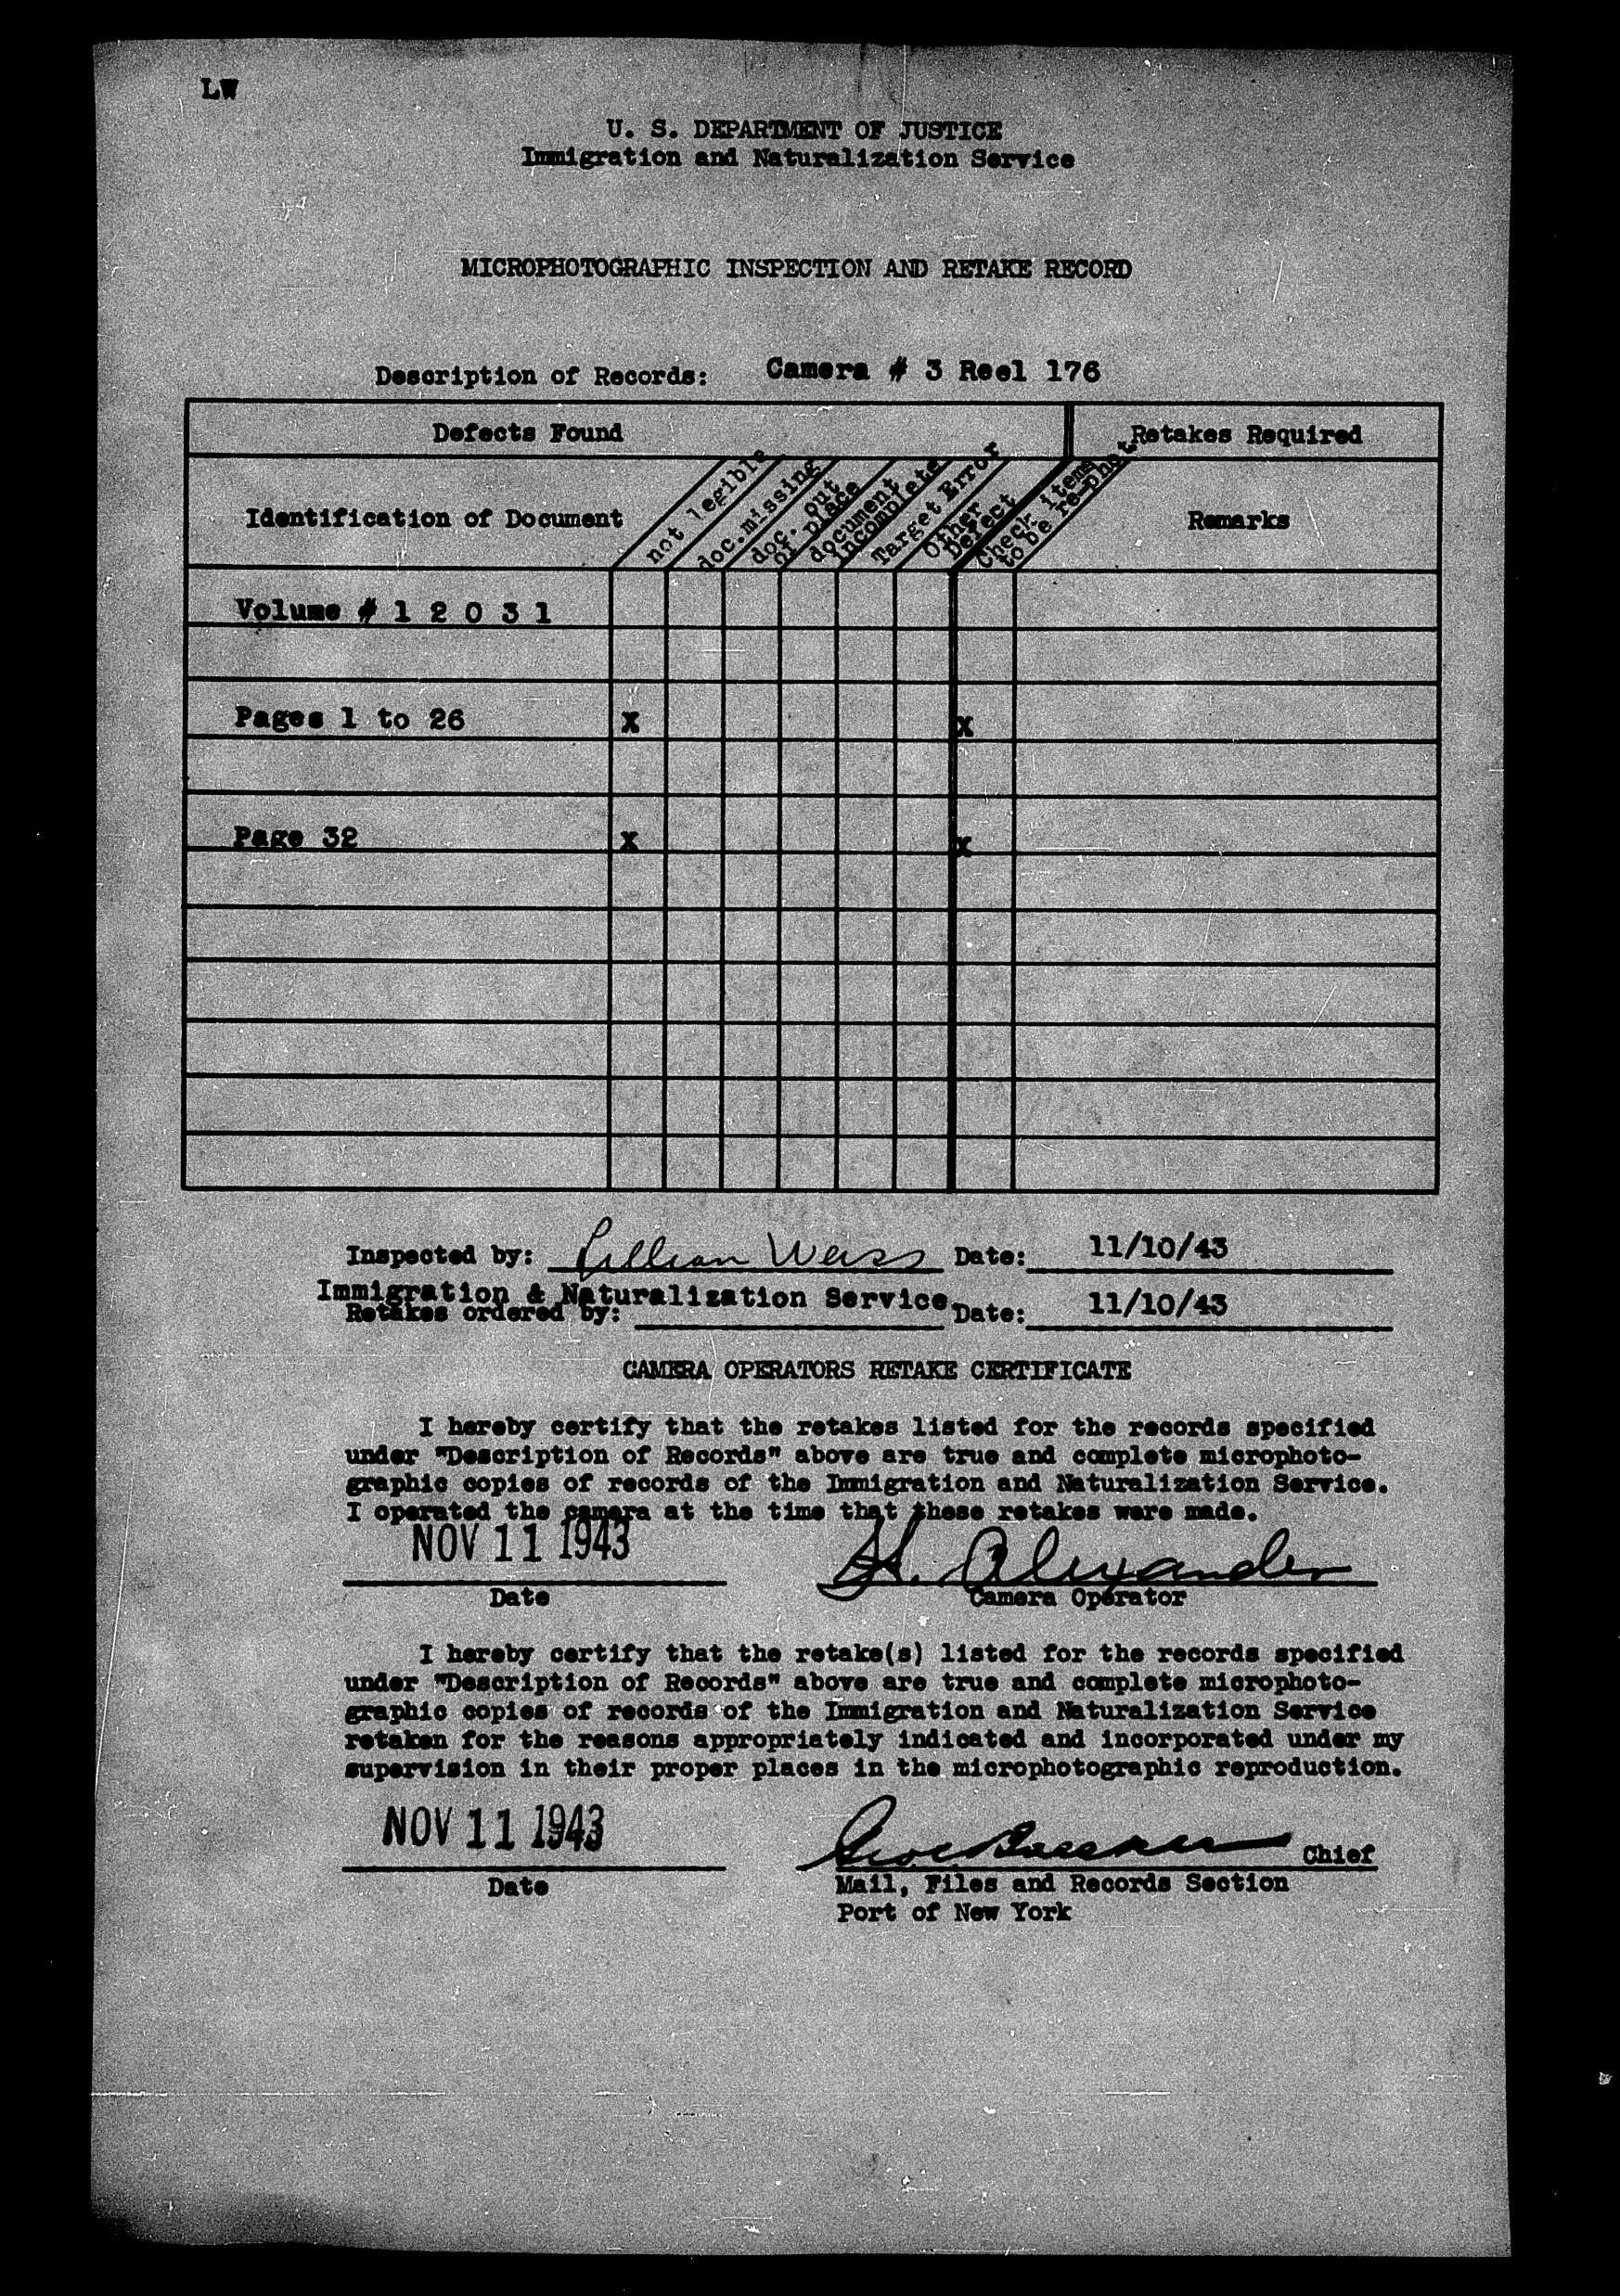 LW
U. S. DEPARTMENT OF JUSTICE
Immigration and Naturalization Service
MICROPHOTOGRAPHIC INSPECTION AND RETAKE RECORD
Description of Records: Camera # 3 Reel 176
Defects Found Retakes Required
Identification of Document not legible doc.missing doc. out of place document incomplete Target Error Other Defect Check items to be re-phot. Remarks
Volume # 1 2 0 3 1
Pages 1 to 26 X X
Page 32 X X
Inspected by: Lillian Weiss Date: 11/10/43
Immigration & Naturalization Service
Retakes ordered by: Date: 11/10/43
CAMERA OPERATORS RETAKE CERTIFICATE
I hereby certify that the retakes listed for the records specified
under "Description of Records" above are true and complete microphoto-
graphic copies of records of the Immigration and Naturalization Service.
I operated the camera at the time that these retakes were made.
NOV 11 1943 H. Alexander
Date Camera Operator
I hereby certify that the retake(s) listed for the records specified
under "Description of Records" above are true and complete microphoto-
graphic copies of records of the Immigration and Naturalization Service
retaken for the reasons appropriately indicated and incorporated under my
supervision in their proper places in the microphotographic reproduction.
NOV 11 1943 Chief
Date Mail, Files and Records Section
Port of New York